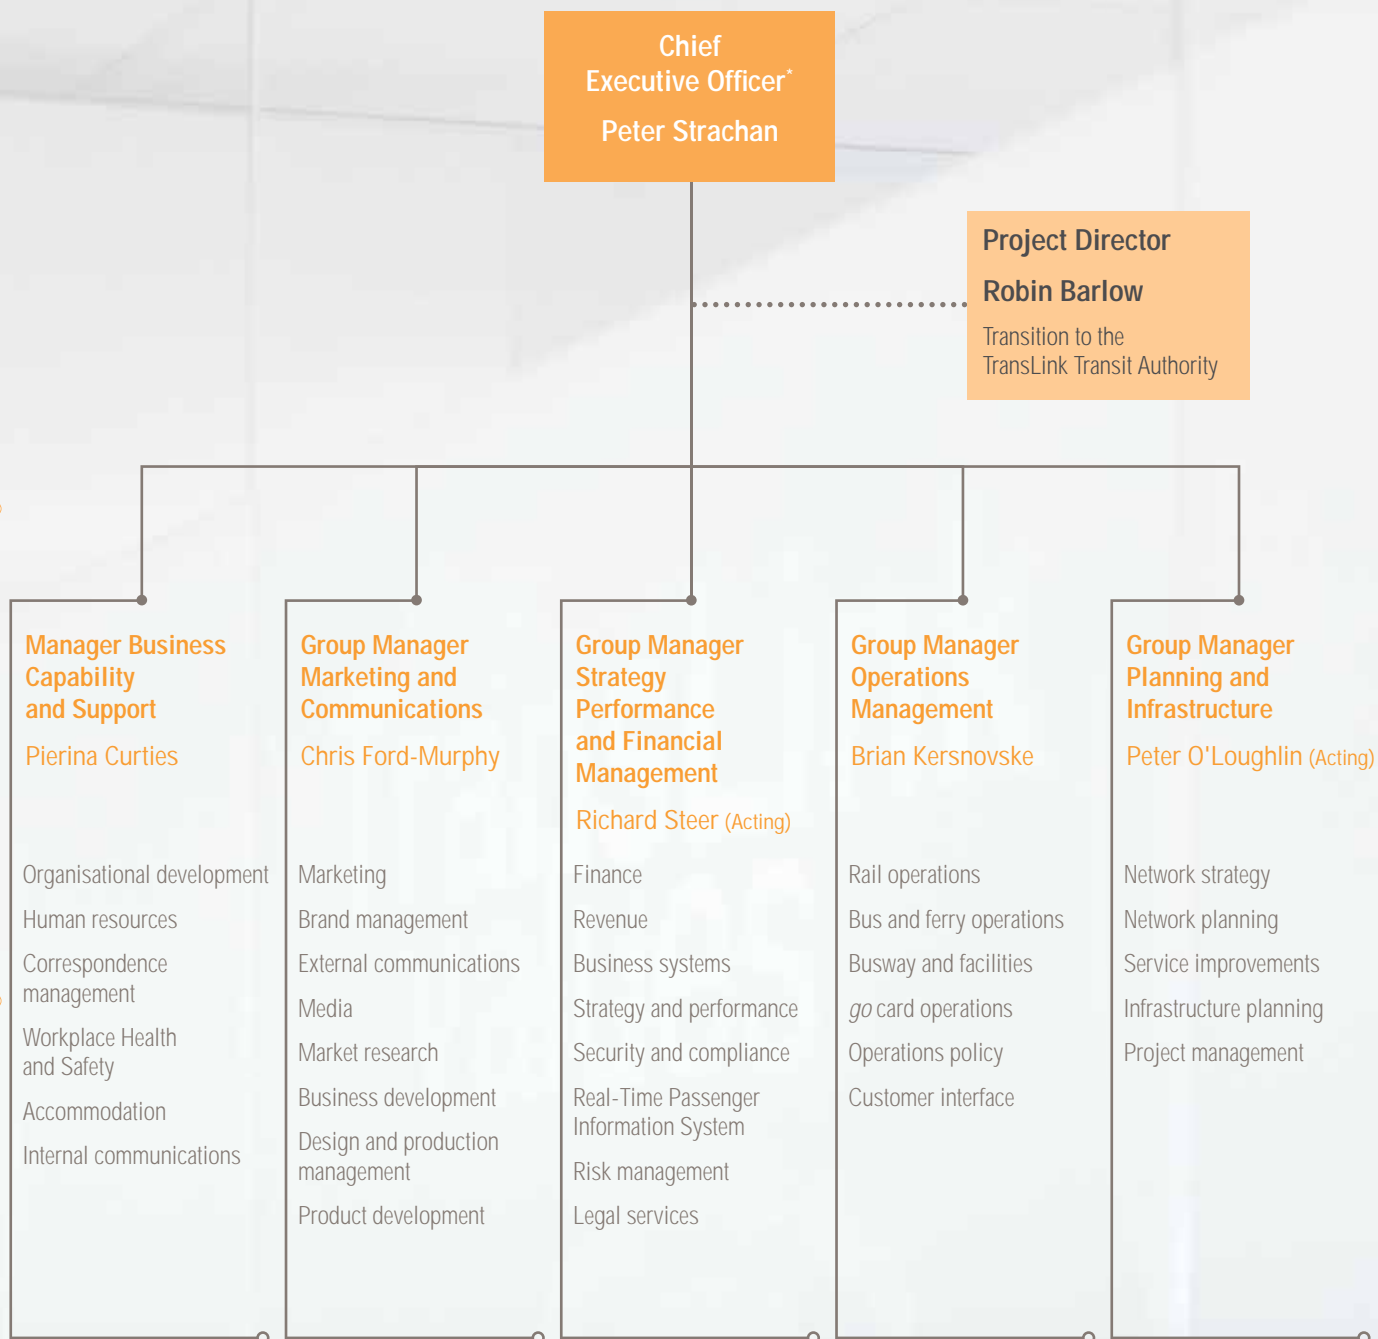 Chief
Executive Officer*
Peter Strachan
Project Director
Robin Barlow
Transition to the
TransLink Transit Authority
Manager Business
Capability
and Support
Pierina Curties
Organisational development
Human resources
Correspondence
management
Workplace Health
and Safety
Accommodation
Internal communications
Group Manager
Marketing and
Communications
Chris Ford-Murphy
Marketing
Brand management
External communications
Media
Market research
Business development
Design and production
management
Product development
Group Manager
Strategy
Performance
and Financial
Management
Richard Steer (Acting)
Finance
Revenue
Business systems
Strategy and performance
Security and compliance
Real-Time Passenger
Information System
Risk management
Legal services
Group Manager
Operations
Management
Brian Kersnovske
Rail operations
Bus and ferry operations
Busway and facilities
go card operations
Operations policy
Customer interface
Group Manager
Planning and
Infrastructure
Peter O'Loughlin (Acting)
Network strategy
Network planning
Service improvements
Infrastructure planning
Project management